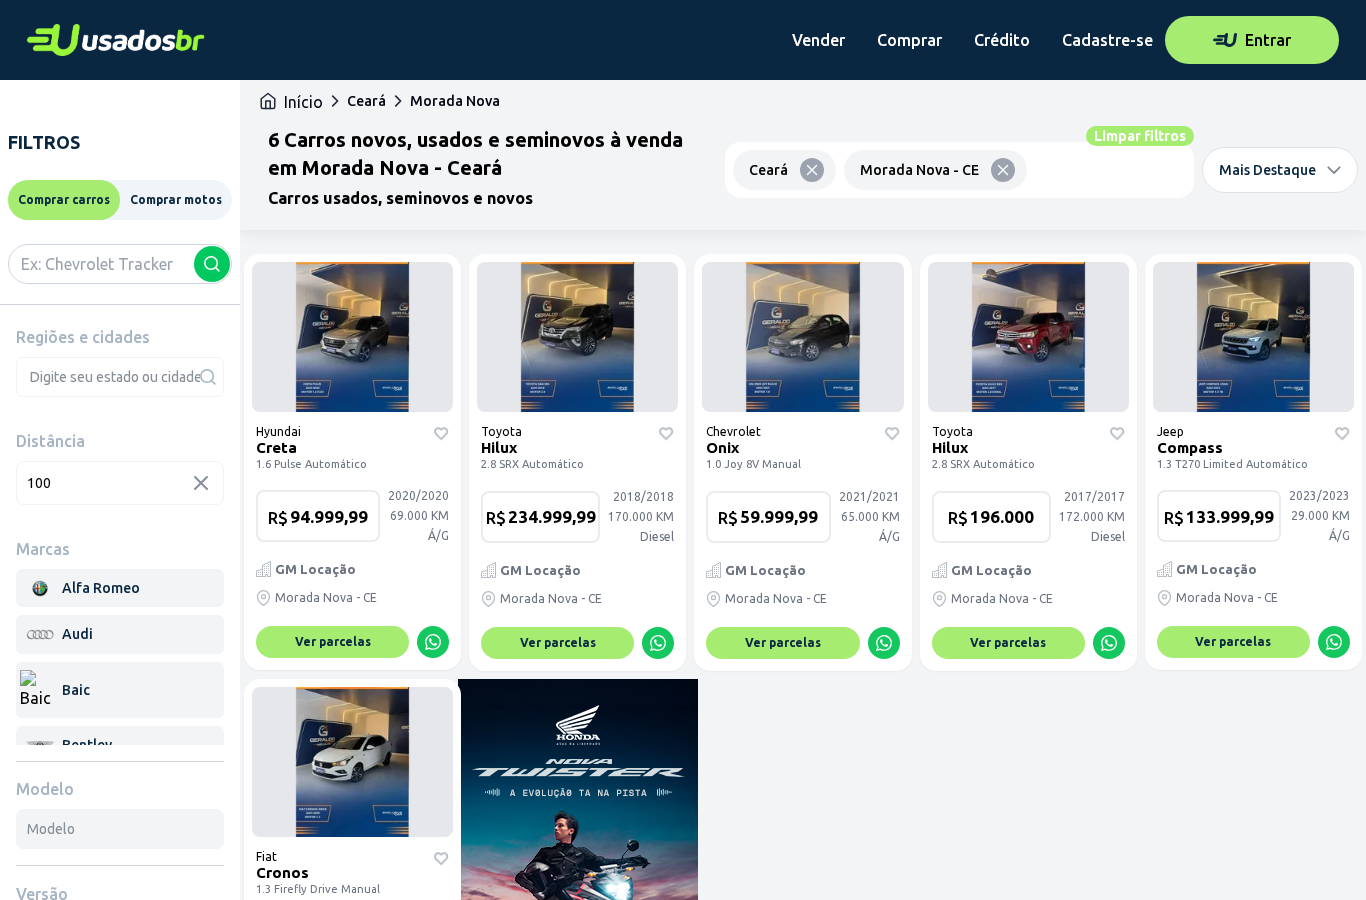 usadosbr
Vender
Comprar
Crédito
Cadastre-se
Entrar
Início
Ceará
Morada Nova
FILTROS
6 Carros novos, usados e seminovos à venda
em Morada Nova - Ceará
Carros usados, seminovos e novos
Limpar filtros
Ceará
Morada Nova - CE
Mais Destaque
Comprar carros
Comprar motos
Ex: Chevrolet Tracker
Regiões e cidades
Digite seu estado ou cidade
Distância
100
Marcas
Alfa Romeo
Audi
Baic
Baic
Bentley
Modelo
Modelo
Versão
Hyundai
Creta
1.6 Pulse Automático
R$ 94.999,99
2020/2020
69.000 KM
Á/G
GM Locação
Morada Nova - CE
Ver parcelas
Toyota
Hilux
2.8 SRX Automático
R$ 234.999,99
2018/2018
170.000 KM
Diesel
GM Locação
Morada Nova - CE
Ver parcelas
Chevrolet
Onix
1.0 Joy 8V Manual
R$ 59.999,99
2021/2021
65.000 KM
Á/G
GM Locação
Morada Nova - CE
Ver parcelas
Toyota
Hilux
2.8 SRX Automático
R$ 196.000
2017/2017
172.000 KM
Diesel
GM Locação
Morada Nova - CE
Ver parcelas
Jeep
Compass
1.3 T270 Limited Automático
R$ 133.999,99
2023/2023
29.000 KM
Á/G
GM Locação
Morada Nova - CE
Ver parcelas
Fiat
Cronos
1.3 Firefly Drive Manual
HONDA
ASAS DA LIBERDADE
NOVA
TWISTER
A EVOLUÇÃO TA NA PISTA